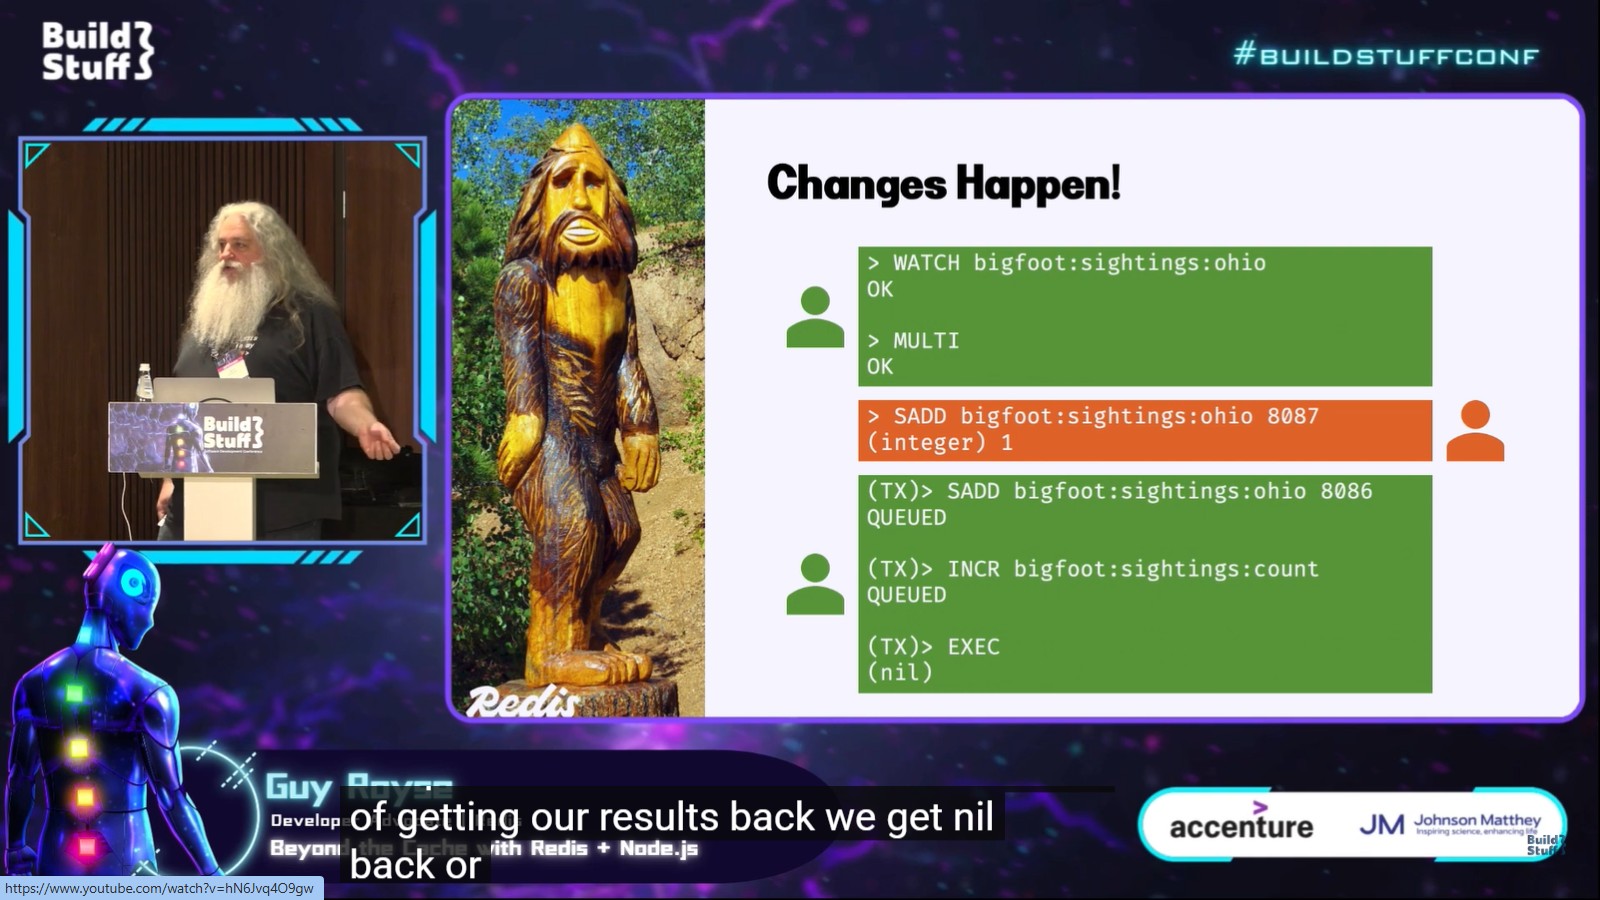 Build
Stuff
#BUILDSTUFFCONF
Changes Happen!
> WATCH bigfoot:sightings:ohio
OK
> MULTI
OK
> SADD bigfoot:sightings:ohio 8087
(integer) 1
(TX)> SADD bigfoot:sightings:ohio 8086
QUEUED
(TX)> INCR bigfoot:sightings:count
QUEUED
(TX)> EXEC
(nil)
Redis
Build
Stuff
Guy Royse
of getting our results back we get nil
back or
Beyond the Cache with Redis + Node.js
accenture
JM Johnson Matthey
Inspiring science, enhancing life
Build
Stuff
https://www.youtube.com/watch?v=hN6Jvq4O9gw